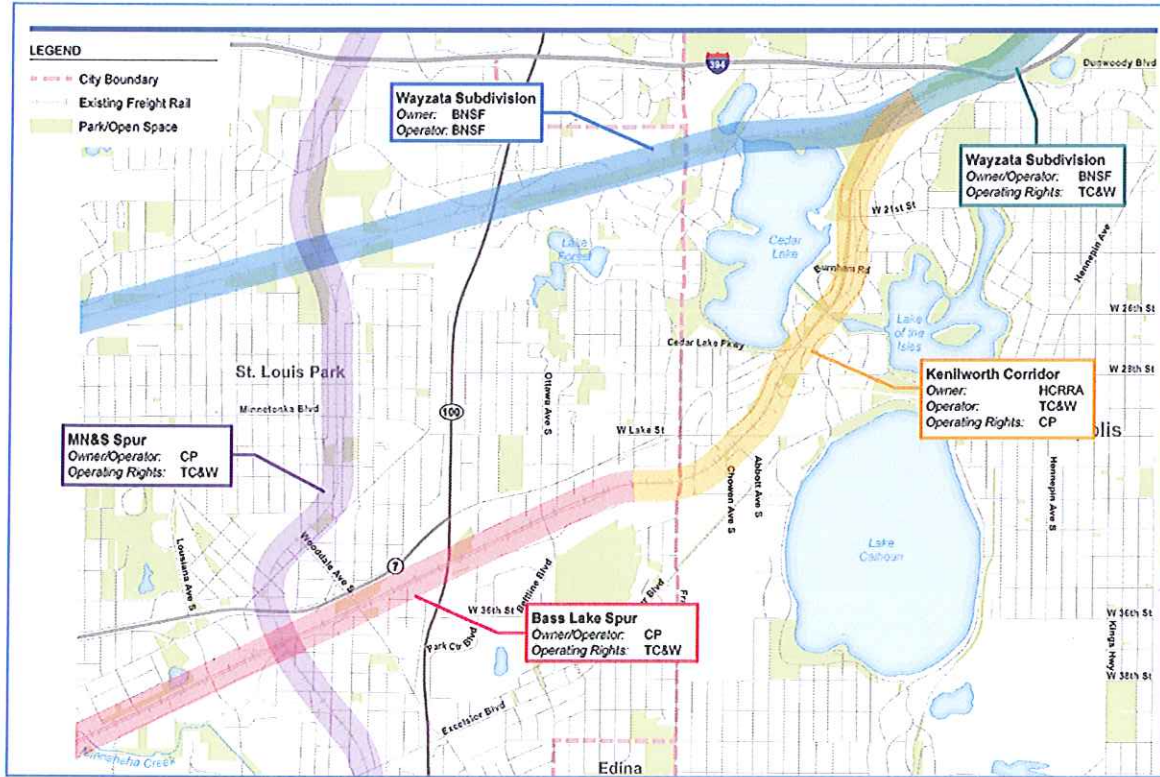 LEGEND
City Boundary
Existing Freight Rail
Park/Open Space
394
Dunwoody Blvd
Wayzata Subdivision
Owner: BNSF
Operator: BNSF
Wayzata Subdivision
Owner/Operator: BNSF
Operating Rights: TC&W
W 21st St
Hennepin Ave
Cedar Lake
Lake Forest
Burnham Rd
Lake of the Isles
W 26th St
Cedar Lake Pkwy
W 28th St
St. Louis Park
Minnetonka Blvd
100
Ottawa Ave S
W Lake St
Kenilworth Corridor
Owner: HCRRA
Operator: TC&W
Operating Rights: CP
olis
MN&S Spur
Owner/Operator: CP
Operating Rights: TC&W
Chowen Ave S
Abbott Ave S
Hennepin Ave S
Louisiana Ave S
Wooddale Ave S
7
Lake Calhoun
Beltline Blvd
W 36th St
Bass Lake Spur
Owner/Operator: CP
Operating Rights: TC&W
Park Ctr Blvd
Blvd
W 36th St
Kings Hwy
W 38th St
Excelsior Blvd
Minnehaha Creek
Edina